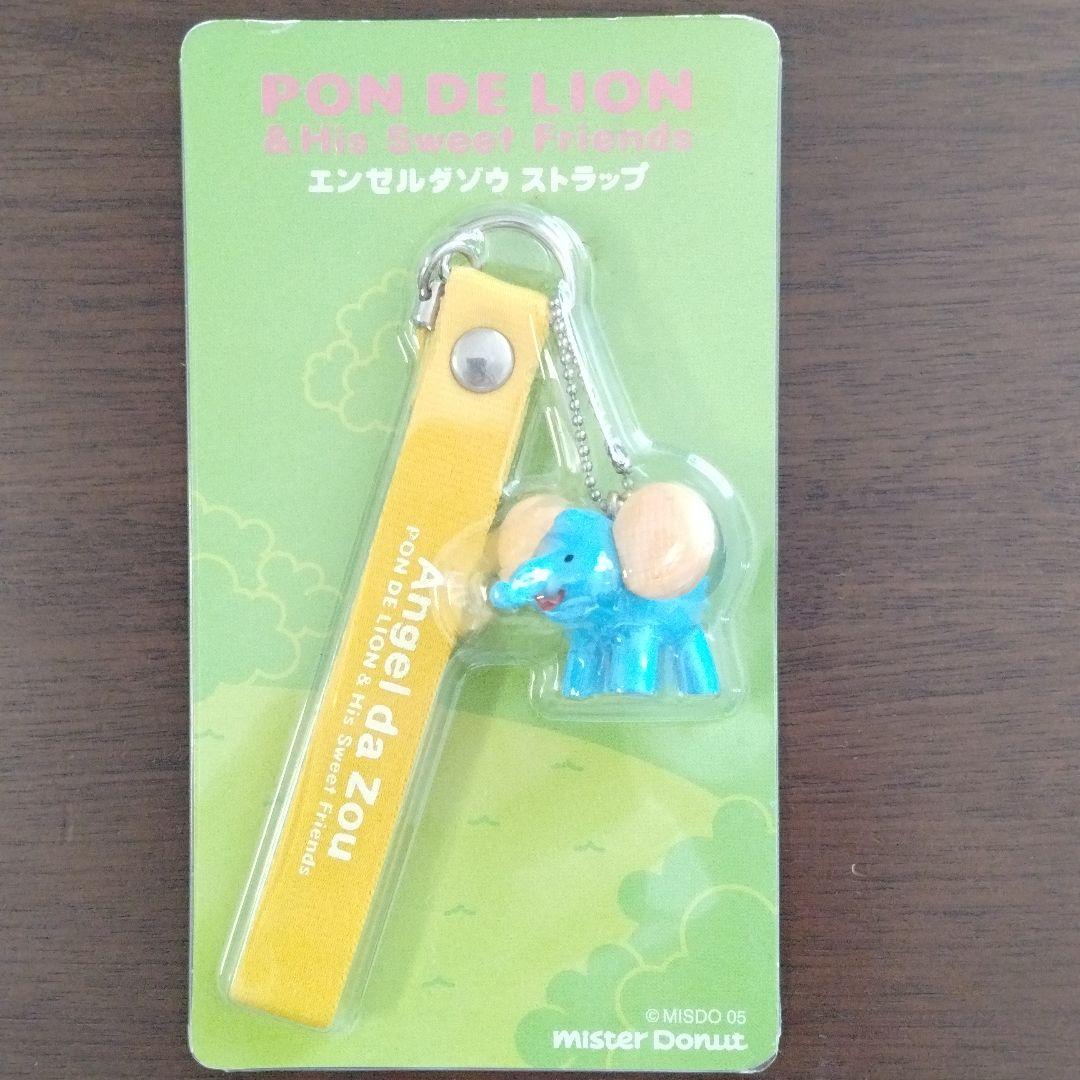 PON DE LION
& His Sweet Friends
エンゼルダゾウ ストラップ
Angel da Zou
PON DE LION & His Sweet Friends
© MISDO 05
mister Donut